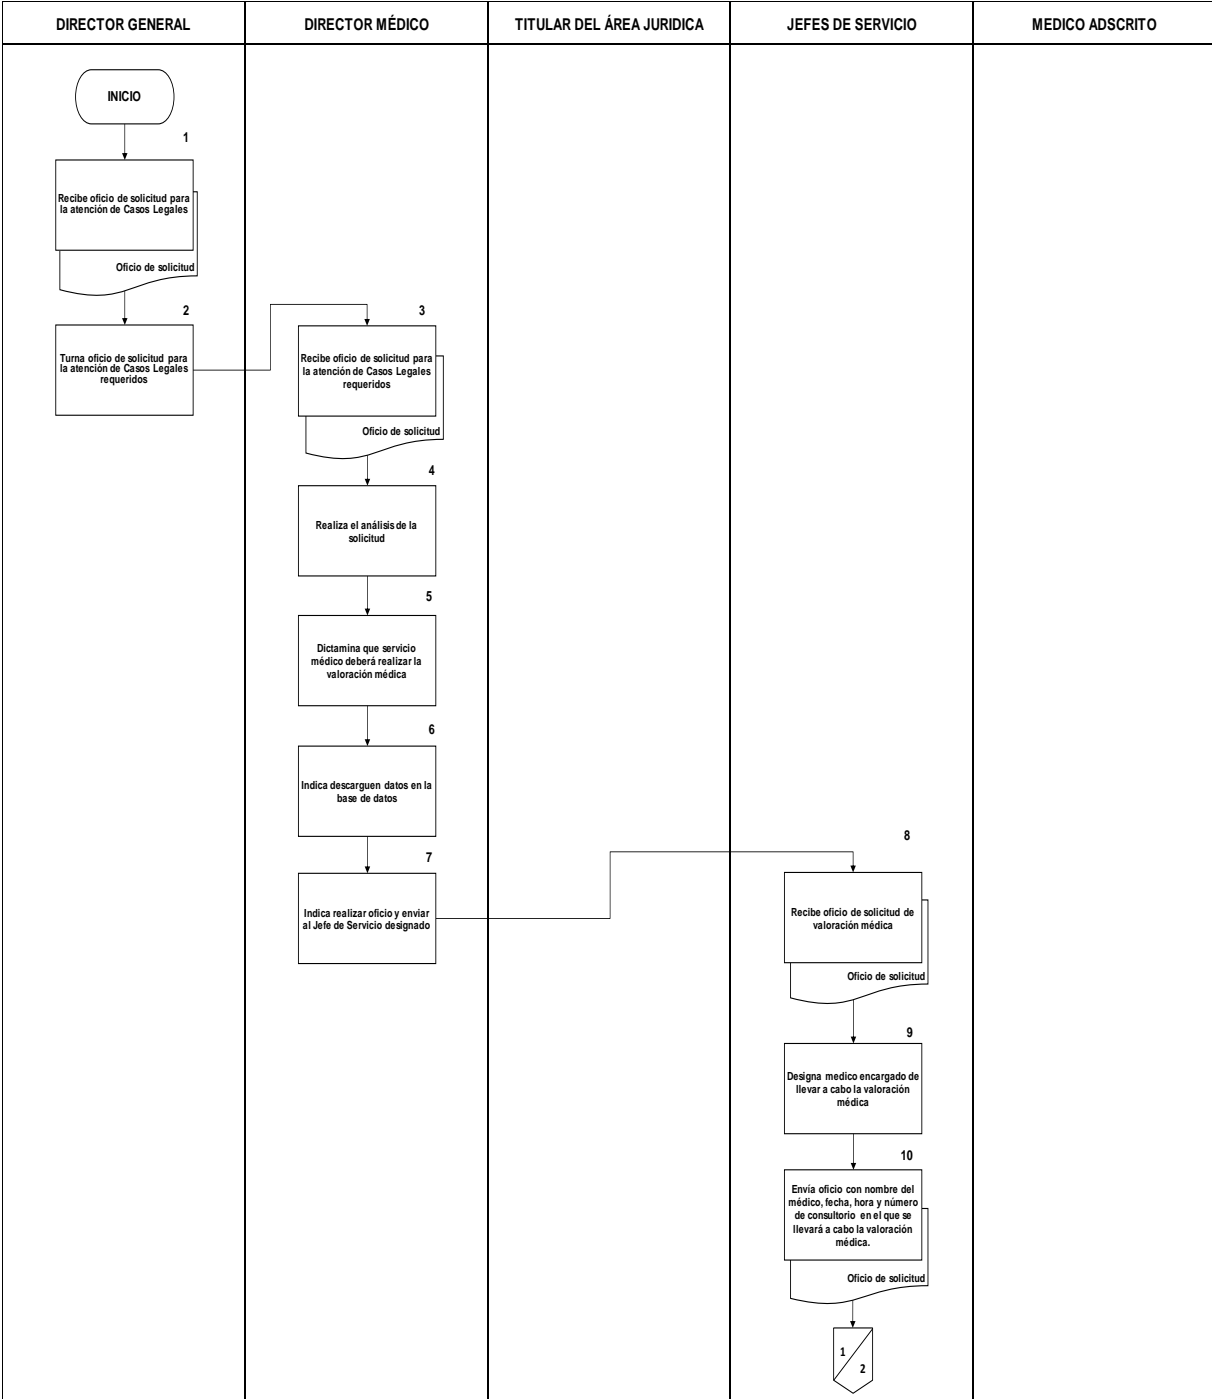 DIRECTOR GENERAL
DIRECTOR MÉDICO
TITULAR DEL ÁREA JURIDICA
JEFES DE SERVICIO
MEDICO ADSCRITO
INICIO
1
Recibe oficio de solicitud para
la atención de Casos Legales
Oficio de solicitud
2
Turna oficio de solicitud para
la atención de Casos Legales
requeridos
3
Recibe oficio de solicitud para
la atención de Casos Legales
requeridos
Oficio de solicitud
4
Realiza el análisis de la
solicitud
5
Dictamina que servicio
médico deberá realizar la
valoración médica
6
Indica descarguen datos en la
base de datos
7
Indica realizar oficio y enviar
al Jefe de Servicio designado
8
Recibe oficio de solicitud de
valoración médica
Oficio de solicitud
9
Designa medico encargado de
llevar a cabo la valoración
médica
10
Envía oficio con nombre del
médico, fecha, hora y número
de consultorio en el que se
llevará a cabo la valoración
médica.
Oficio de solicitud
1
2